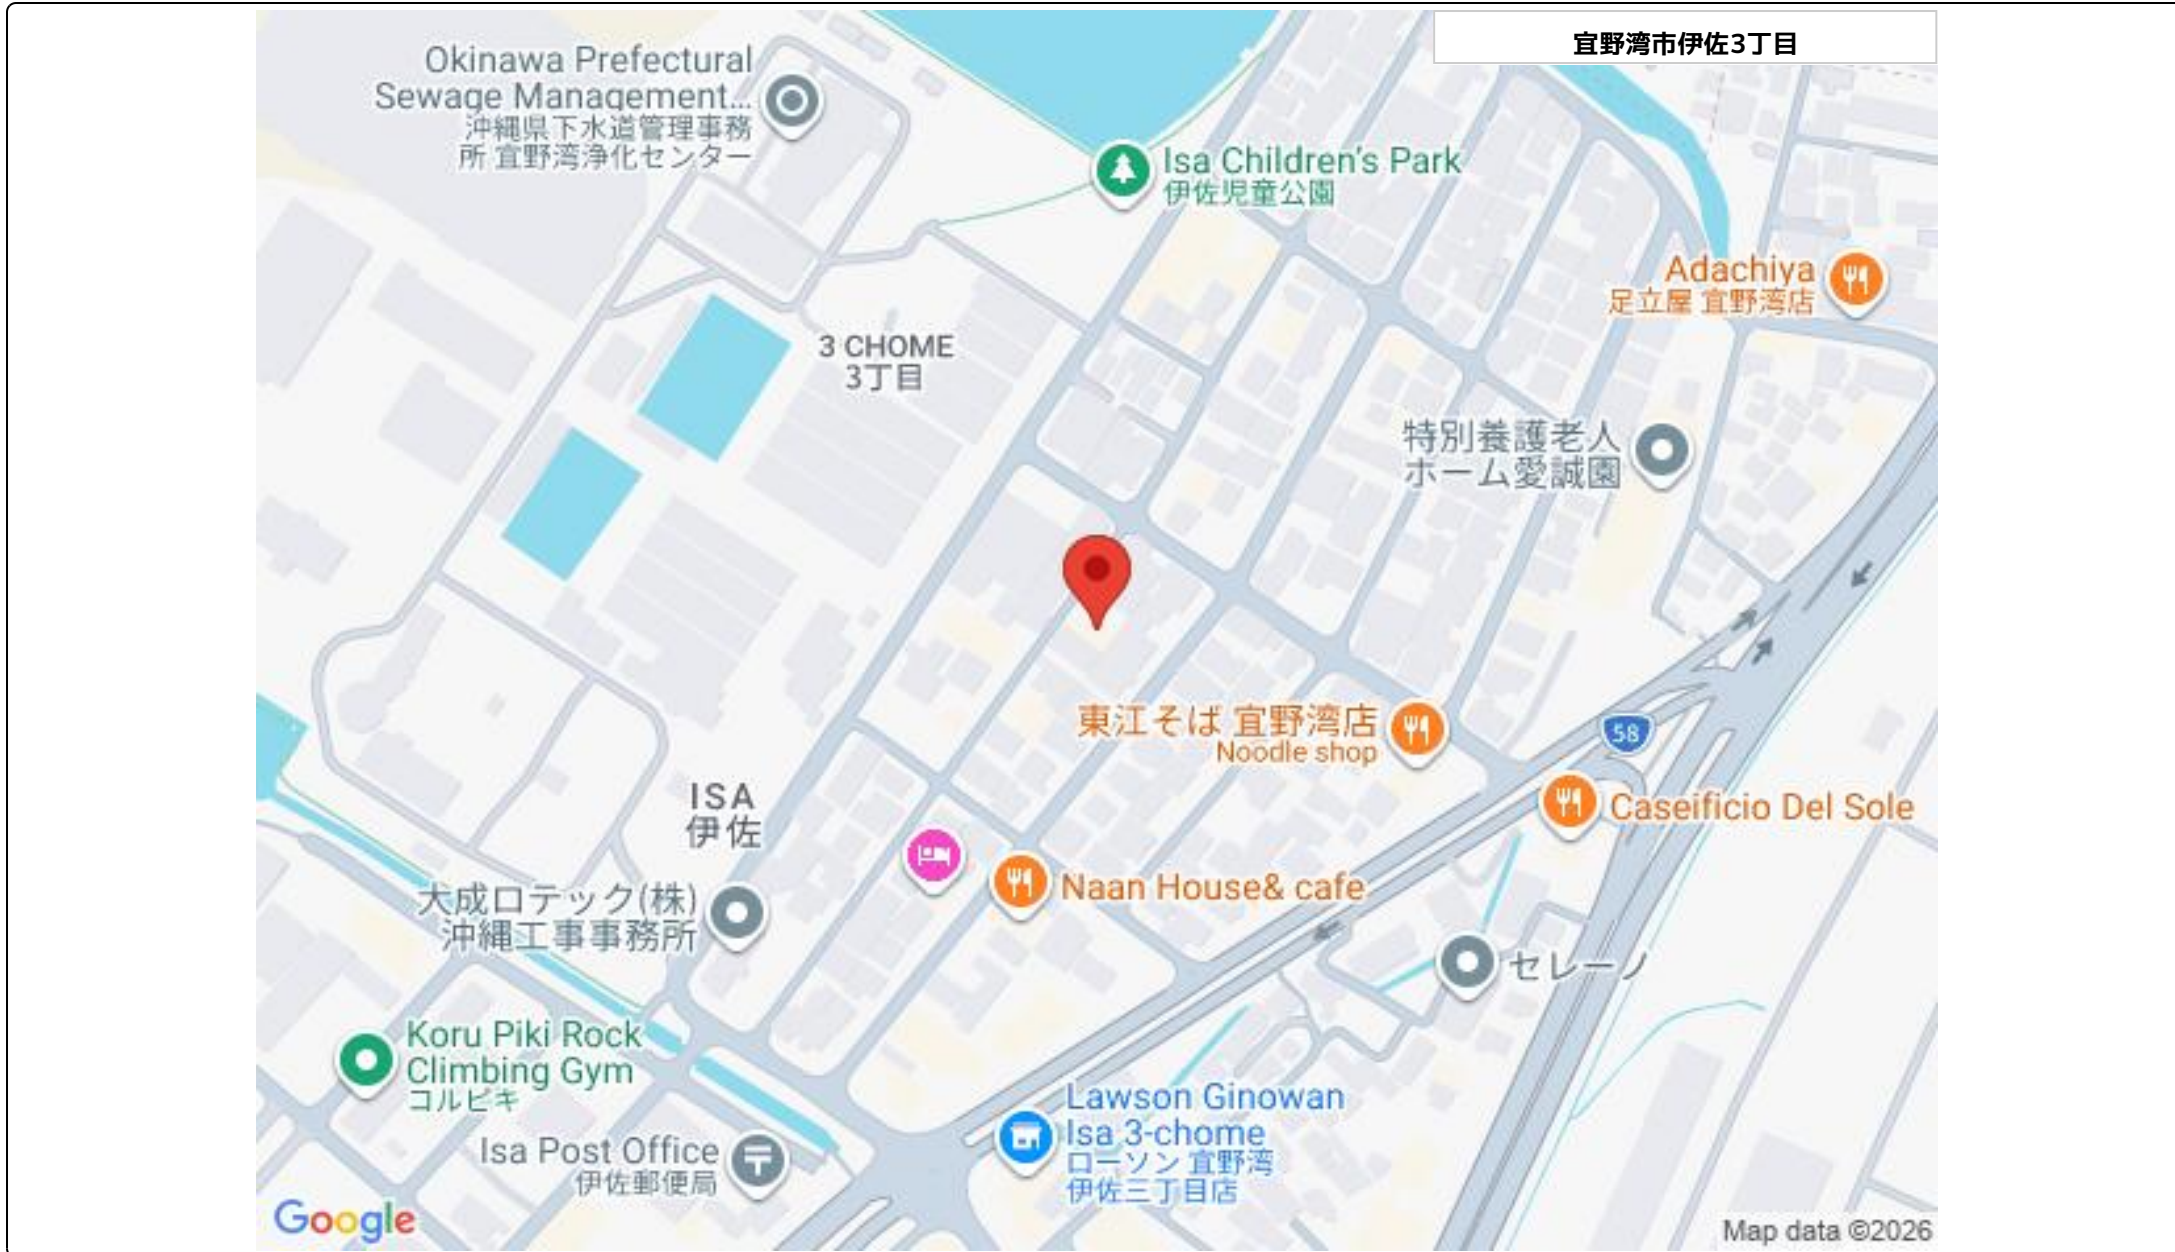 宜野湾市伊佐3丁目
Okinawa Prefectural
Sewage Management...
沖縄県下水道管理事務
所 宜野湾浄化センター
Isa Children's Park
伊佐児童公園
Adachiya
足立屋 宜野湾店
3 CHOME
3丁目
特別養護老人
ホーム愛誠園
東江そば 宜野湾店
Noodle shop
58
Caseificio Del Sole
ISA
伊佐
Naan House& cafe
大成ロテック(株)
沖縄工事事務所
セレーノ
Koru Piki Rock
Climbing Gym
コルピキ
Lawson Ginowan
Isa 3-chome
ローソン 宜野湾
伊佐三丁目店
Isa Post Office
伊佐郵便局
Google
Map data ©2026